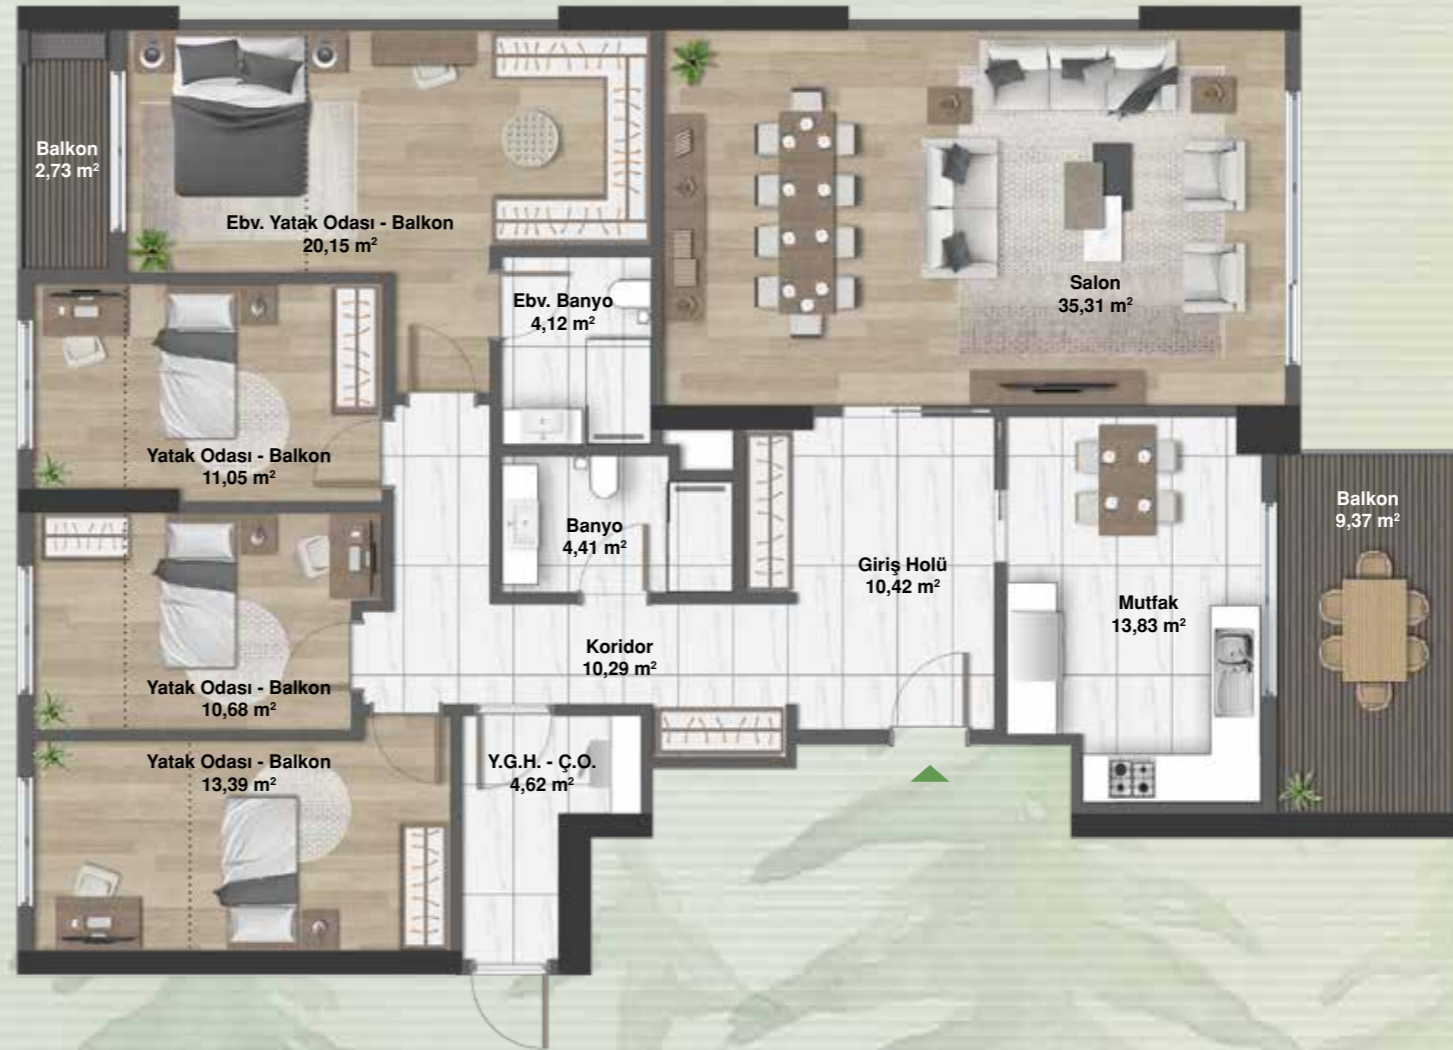 Balkon
2,73 m²
Ebv. Yatak Odası - Balkon
20,15 m²
Ebv. Banyo
4,12 m²
Salon
35,31 m²
Yatak Odası - Balkon
11,05 m²
Banyo
4,41 m²
Giriş Holü
10,42 m²
Balkon
9,37 m²
Mutfak
13,83 m²
Koridor
10,29 m²
Yatak Odası - Balkon
10,68 m²
Yatak Odası - Balkon
13,39 m²
Y.G.H. - Ç.O.
4,62 m²